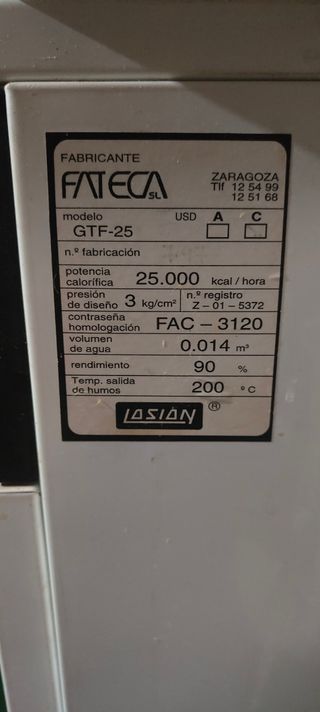 FABRICANTE
FATECA SL
ZARAGOZA
Tlf 12 54 99
12 51 68
modelo USD A C
GTF-25
n.º fabricación
potencia calorífica 25.000 kcal / hora
presión de diseño 3 kg/cm² n.º registro Z - 01 - 5372
contraseña homologación FAC - 3120
volumen de agua 0.014 m³
rendimiento 90 %
Temp. salida de humos 200 °C
LASIAN ®